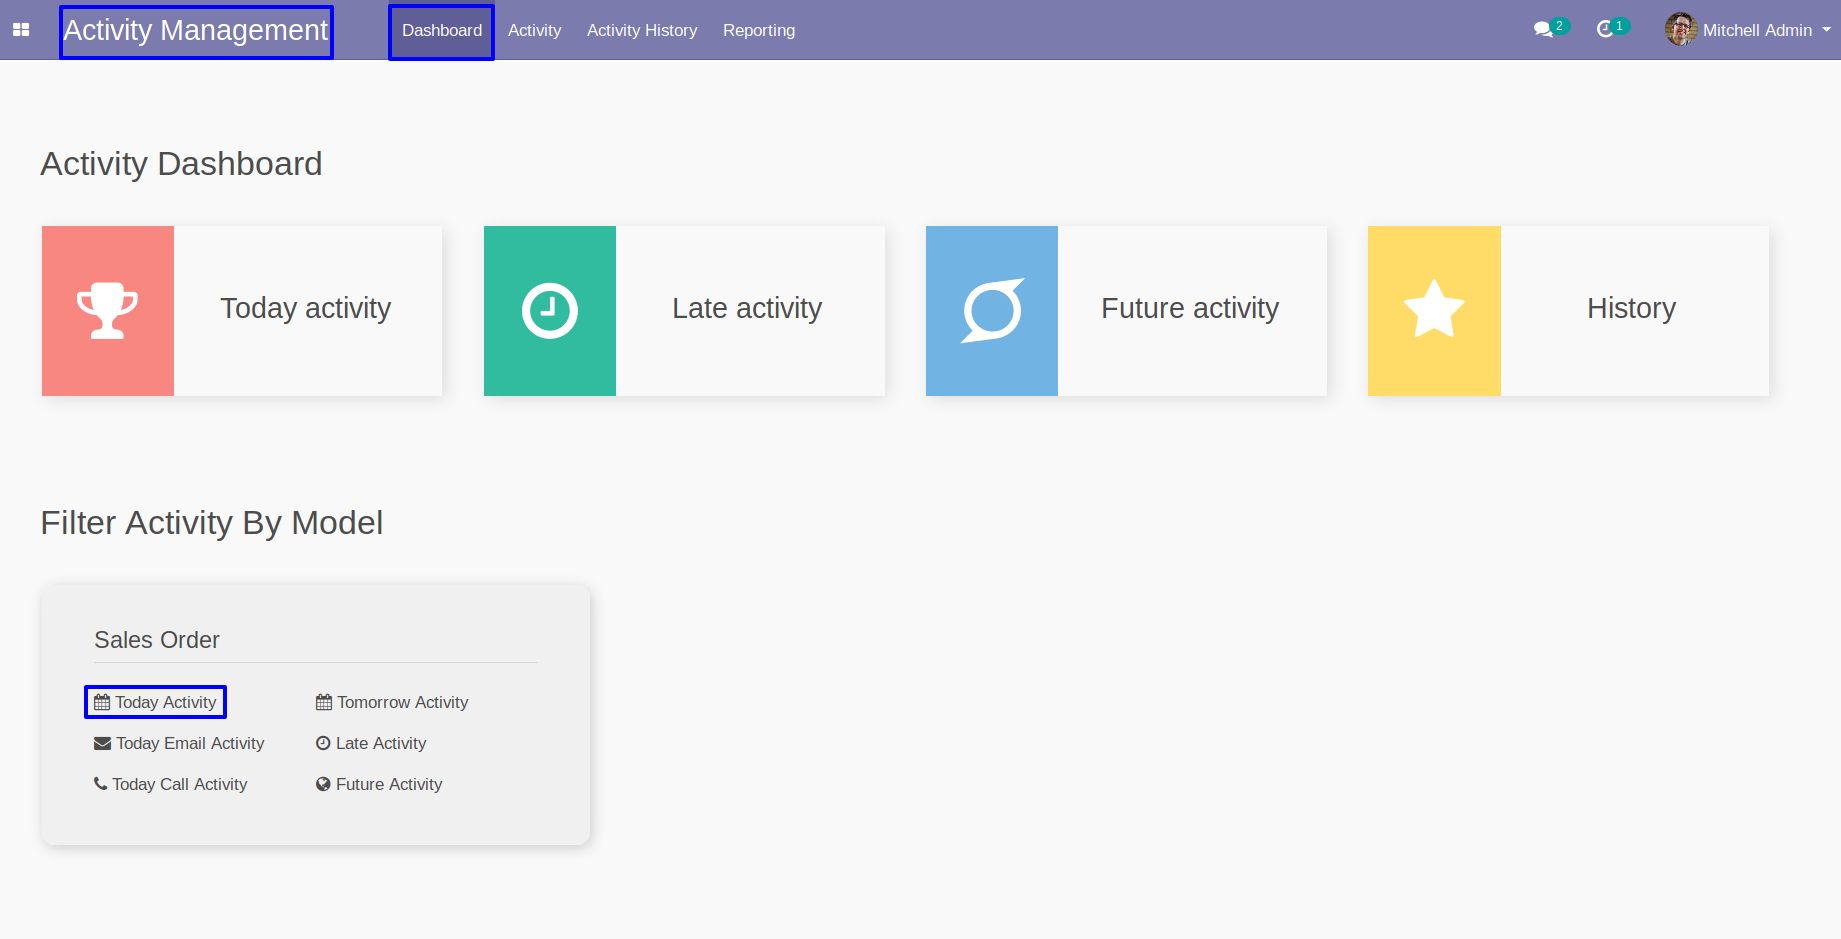 Activity Management Dashboard Activity Activity History Reporting 2 1 Mitchell Admin
Activity Dashboard
Today activity Late activity Future activity History
Filter Activity By Model
Sales Order
Today Activity Tomorrow Activity
Today Email Activity Late Activity
Today Call Activity Future Activity